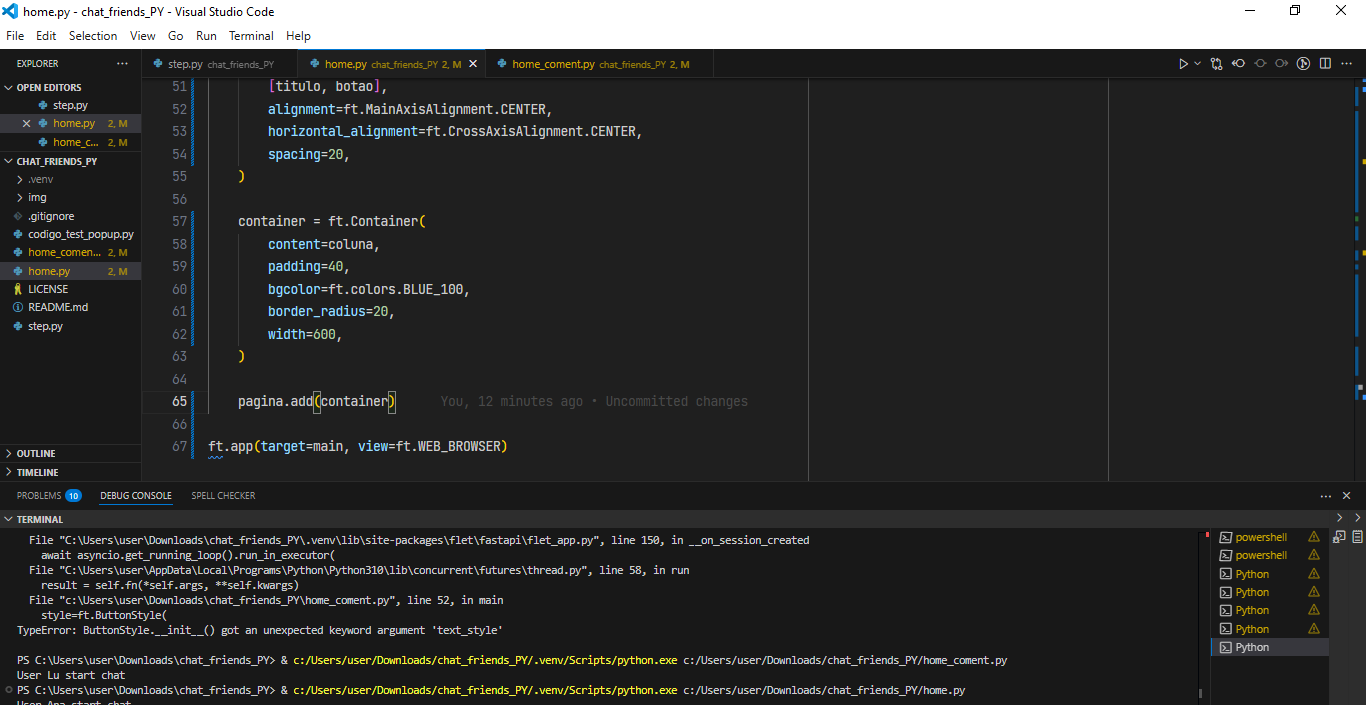 home.py - chat_friends_PY - Visual Studio Code
File Edit Selection View Go Run Terminal Help
EXPLORER ···
step.py chat_friends_PY
home.py chat_friends_PY 2, M
home_coment.py chat_friends_PY 2, M
OPEN EDITORS
step.py
home.py 2, M
home_c... 2, M
CHAT_FRIENDS_PY
.venv
img
.gitignore
codigo_test_popup.py
home_comen... 2, M
home.py 2, M
LICENSE
README.md
step.py
OUTLINE
TIMELINE
51 [titulo, botao],
52 alignment=ft.MainAxisAlignment.CENTER,
53 horizontal_alignment=ft.CrossAxisAlignment.CENTER,
54 spacing=20,
55 )
56
57 container = ft.Container(
58 content=coluna,
59 padding=40,
60 bgcolor=ft.colors.BLUE_100,
61 border_radius=20,
62 width=600,
63 )
64
65 pagina.add(container) You, 12 minutes ago • Uncommitted changes
66
67 ft.app(target=main, view=ft.WEB_BROWSER)
PROBLEMS 10 DEBUG CONSOLE SPELL CHECKER
TERMINAL
File "C:\Users\user\Downloads\chat_friends_PY\.venv\lib\site-packages\flet\fastapi\flet_app.py", line 150, in __on_session_created
await asyncio.get_running_loop().run_in_executor(
File "C:\Users\user\AppData\Local\Programs\Python\Python310\lib\concurrent\futures\thread.py", line 58, in run
result = self.fn(*self.args, **self.kwargs)
File "c:\Users\user\Downloads\chat_friends_PY\home_coment.py", line 52, in main
style=ft.ButtonStyle(
TypeError: ButtonStyle.__init__() got an unexpected keyword argument 'text_style'
PS C:\Users\user\Downloads\chat_friends_PY> & c:/Users/user/Downloads/chat_friends_PY/.venv/Scripts/python.exe c:/Users/user/Downloads/chat_friends_PY/home_coment.py
User Lu start chat
PS C:\Users\user\Downloads\chat_friends_PY> & c:/Users/user/Downloads/chat_friends_PY/.venv/Scripts/python.exe c:/Users/user/Downloads/chat_friends_PY/home.py
User Ana start chat
powershell
powershell
Python
Python
Python
Python
Python